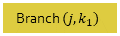 Branch (j, k₁)